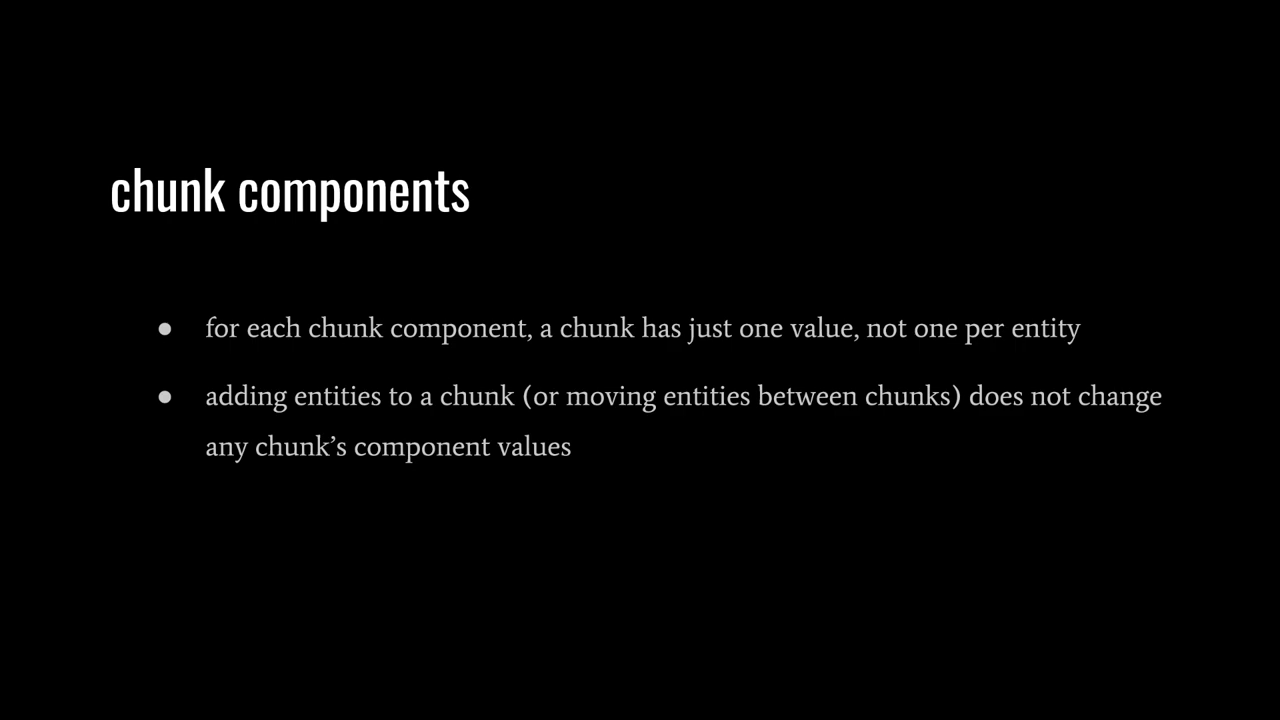 chunk components
● for each chunk component, a chunk has just one value, not one per entity
● adding entities to a chunk (or moving entities between chunks) does not change
any chunk’s component values